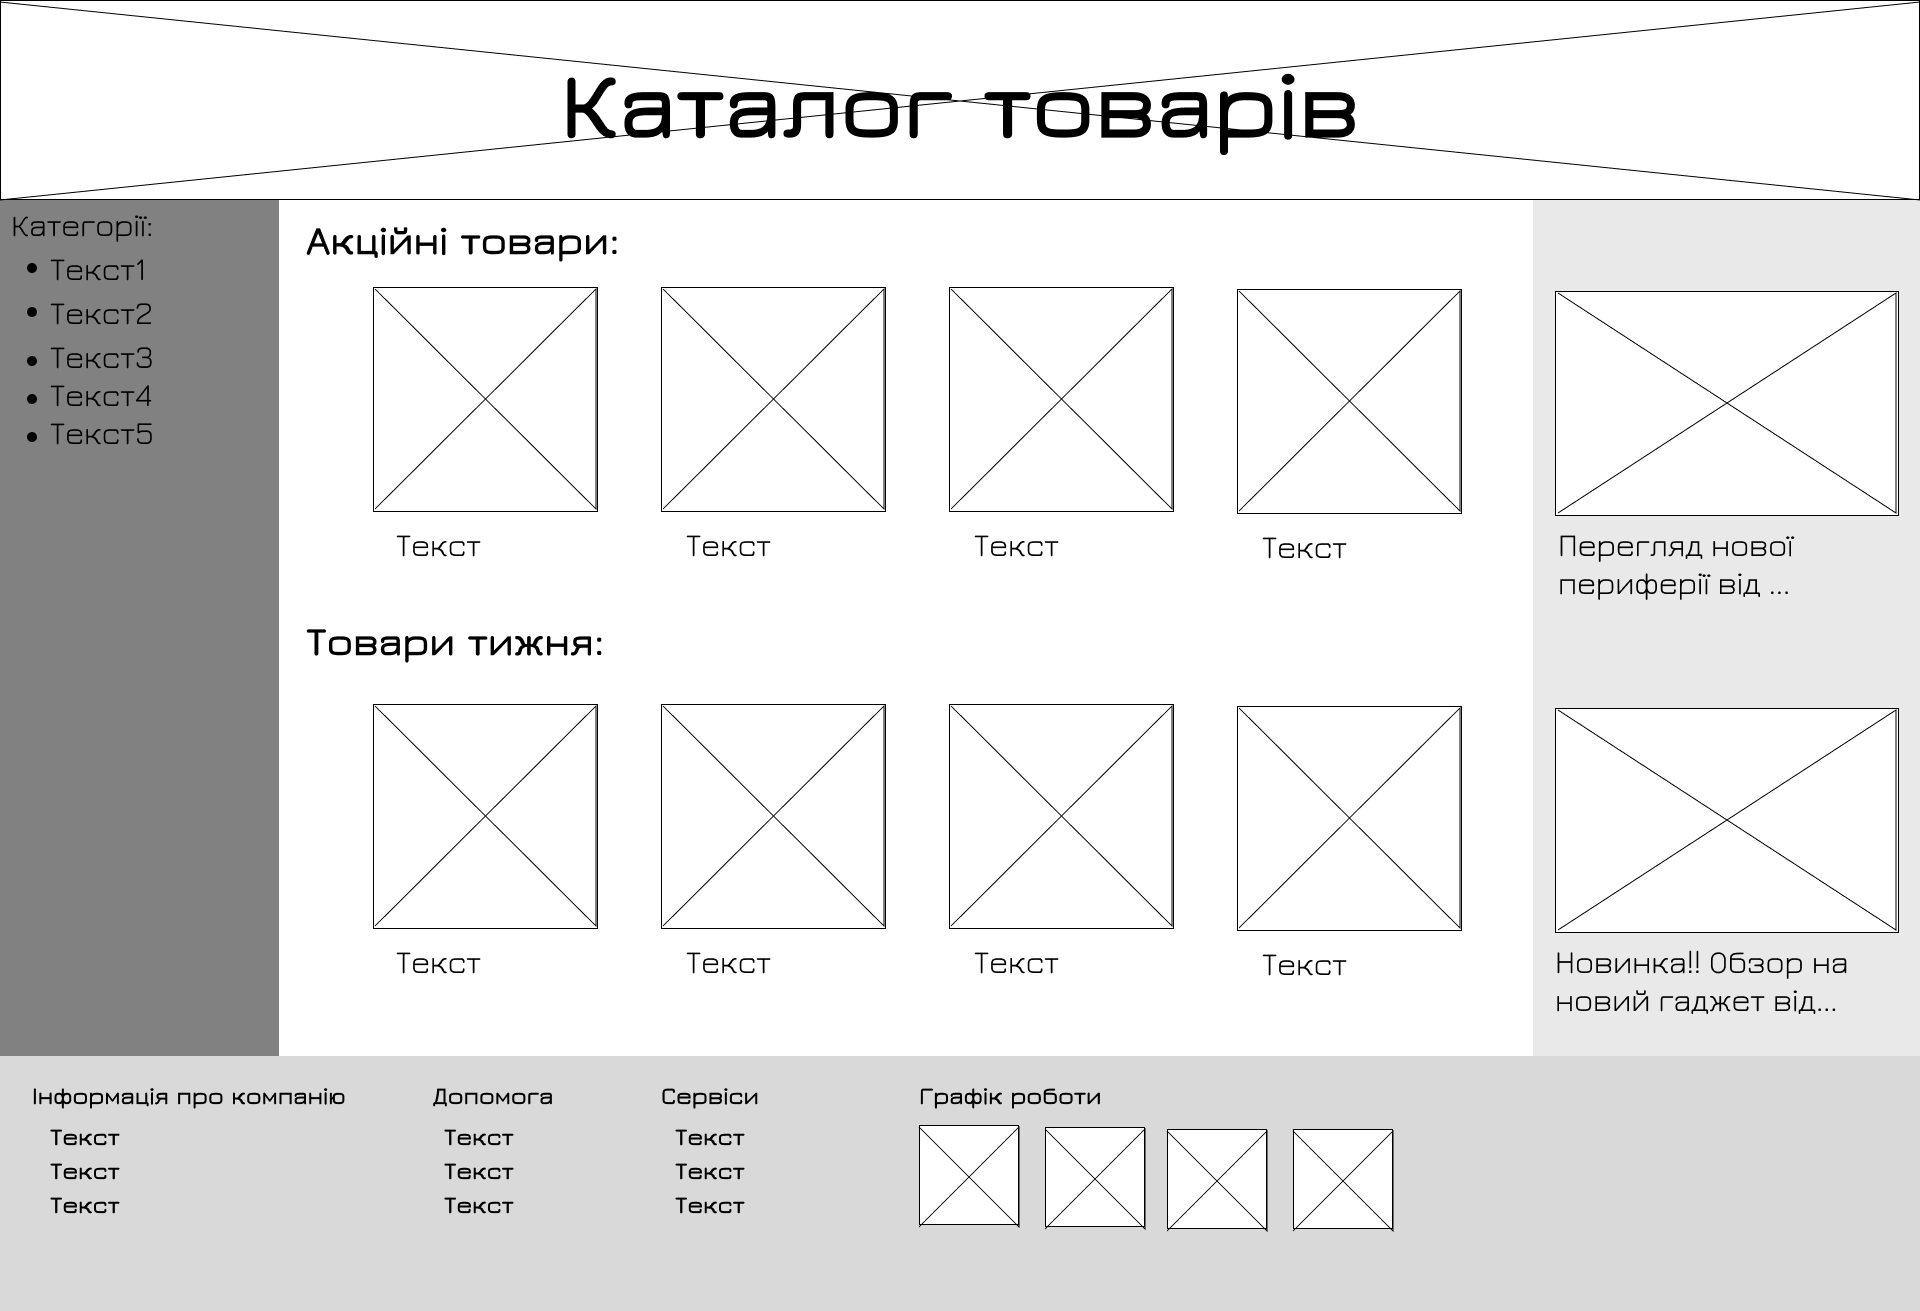 Каталог товарів
Категорії:
Текст1
Текст2
Текст3
Текст4
Текст5
Акційні товари:
Текст
Текст
Текст
Текст
Товари тижня:
Текст
Текст
Текст
Текст
Перегляд нової
периферії від ...
Новинка!! Обзор на
новий гаджет від...
Інформація про компанію
Текст
Текст
Текст
Допомога
Текст
Текст
Текст
Сервіси
Текст
Текст
Текст
Графік роботи